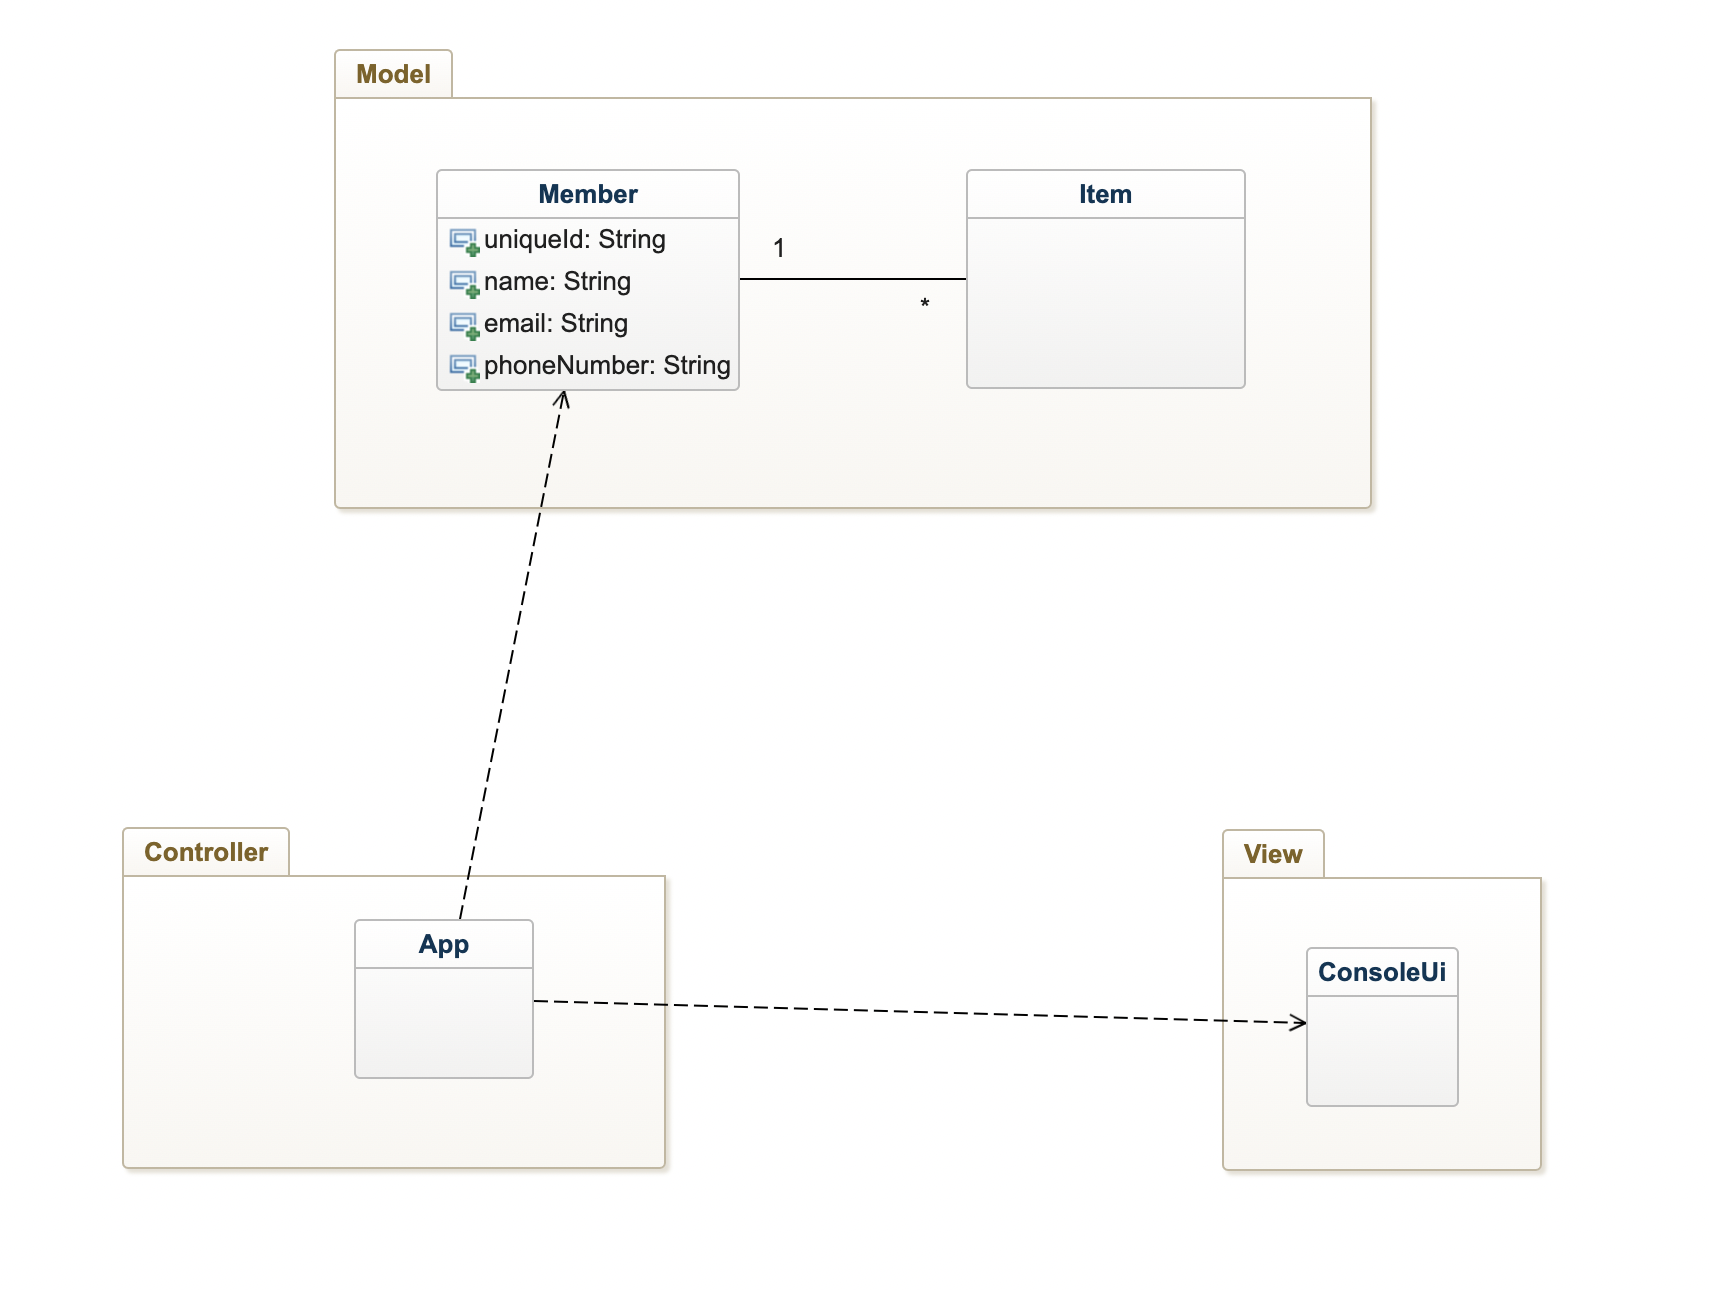 Model
Member
uniqueId: String
name: String
email: String
phoneNumber: String
1
*
Item
Controller
App
View
ConsoleUi